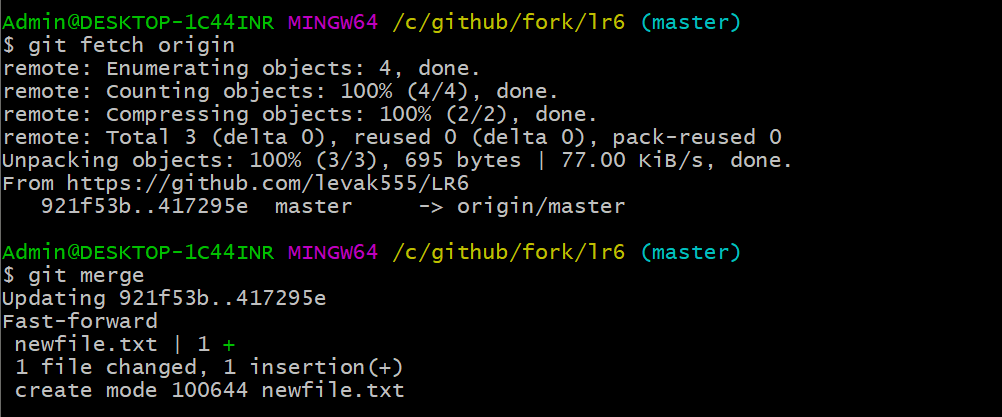 Admin@DESKTOP-1C44INR MINGW64 /c/github/fork/lr6 (master)
$ git fetch origin
remote: Enumerating objects: 4, done.
remote: Counting objects: 100% (4/4), done.
remote: Compressing objects: 100% (2/2), done.
remote: Total 3 (delta 0), reused 0 (delta 0), pack-reused 0
Unpacking objects: 100% (3/3), 695 bytes | 77.00 KiB/s, done.
From https://github.com/levak555/LR6
   921f53b..417295e  master     -> origin/master
Admin@DESKTOP-1C44INR MINGW64 /c/github/fork/lr6 (master)
$ git merge
Updating 921f53b..417295e
Fast-forward
 newfile.txt | 1 +
 1 file changed, 1 insertion(+)
 create mode 100644 newfile.txt